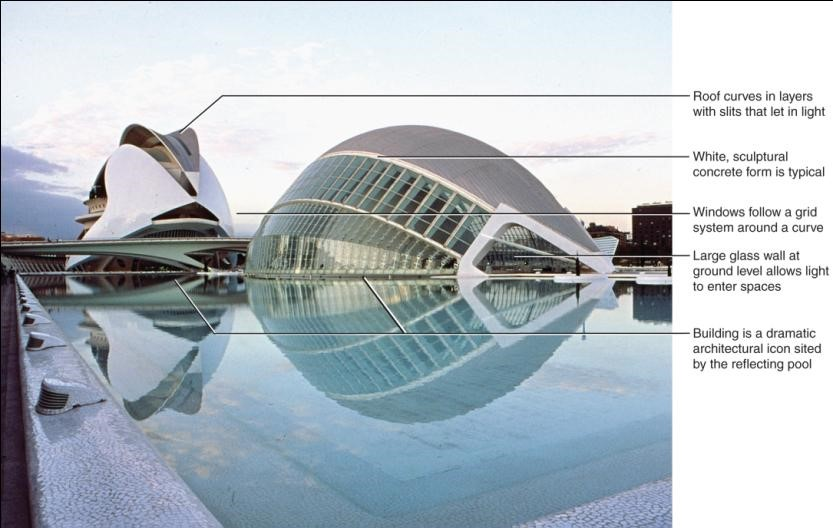 Roof curves in layers
with slits that let in light
White, sculptural
concrete form is typical
Windows follow a grid
system around a curve
Large glass wall at
ground level allows light
to enter spaces
Building is a dramatic
architectural icon sited
by the reflecting pool